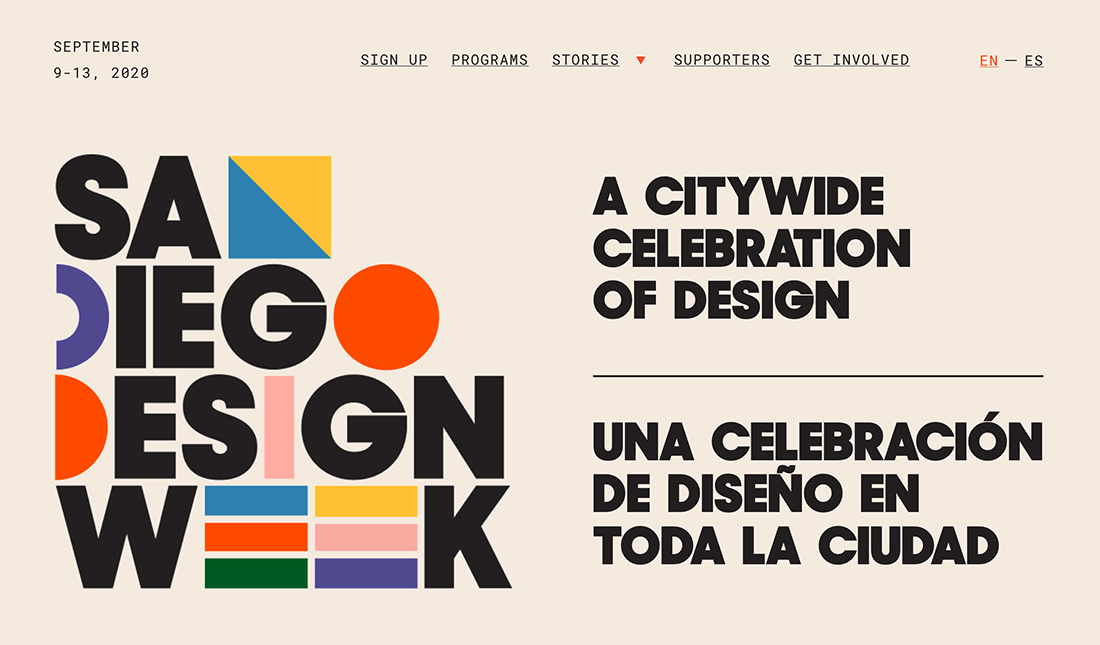 SEPTEMBER
9-13, 2020
SIGN UP PROGRAMS STORIES ▼ SUPPORTERS GET INVOLVED
EN — ES
SAN
DIEGO
DESIGN
WEEK
A CITYWIDE
CELEBRATION
OF DESIGN
UNA CELEBRACIÓN
DE DISEÑO EN
TODA LA CIUDAD